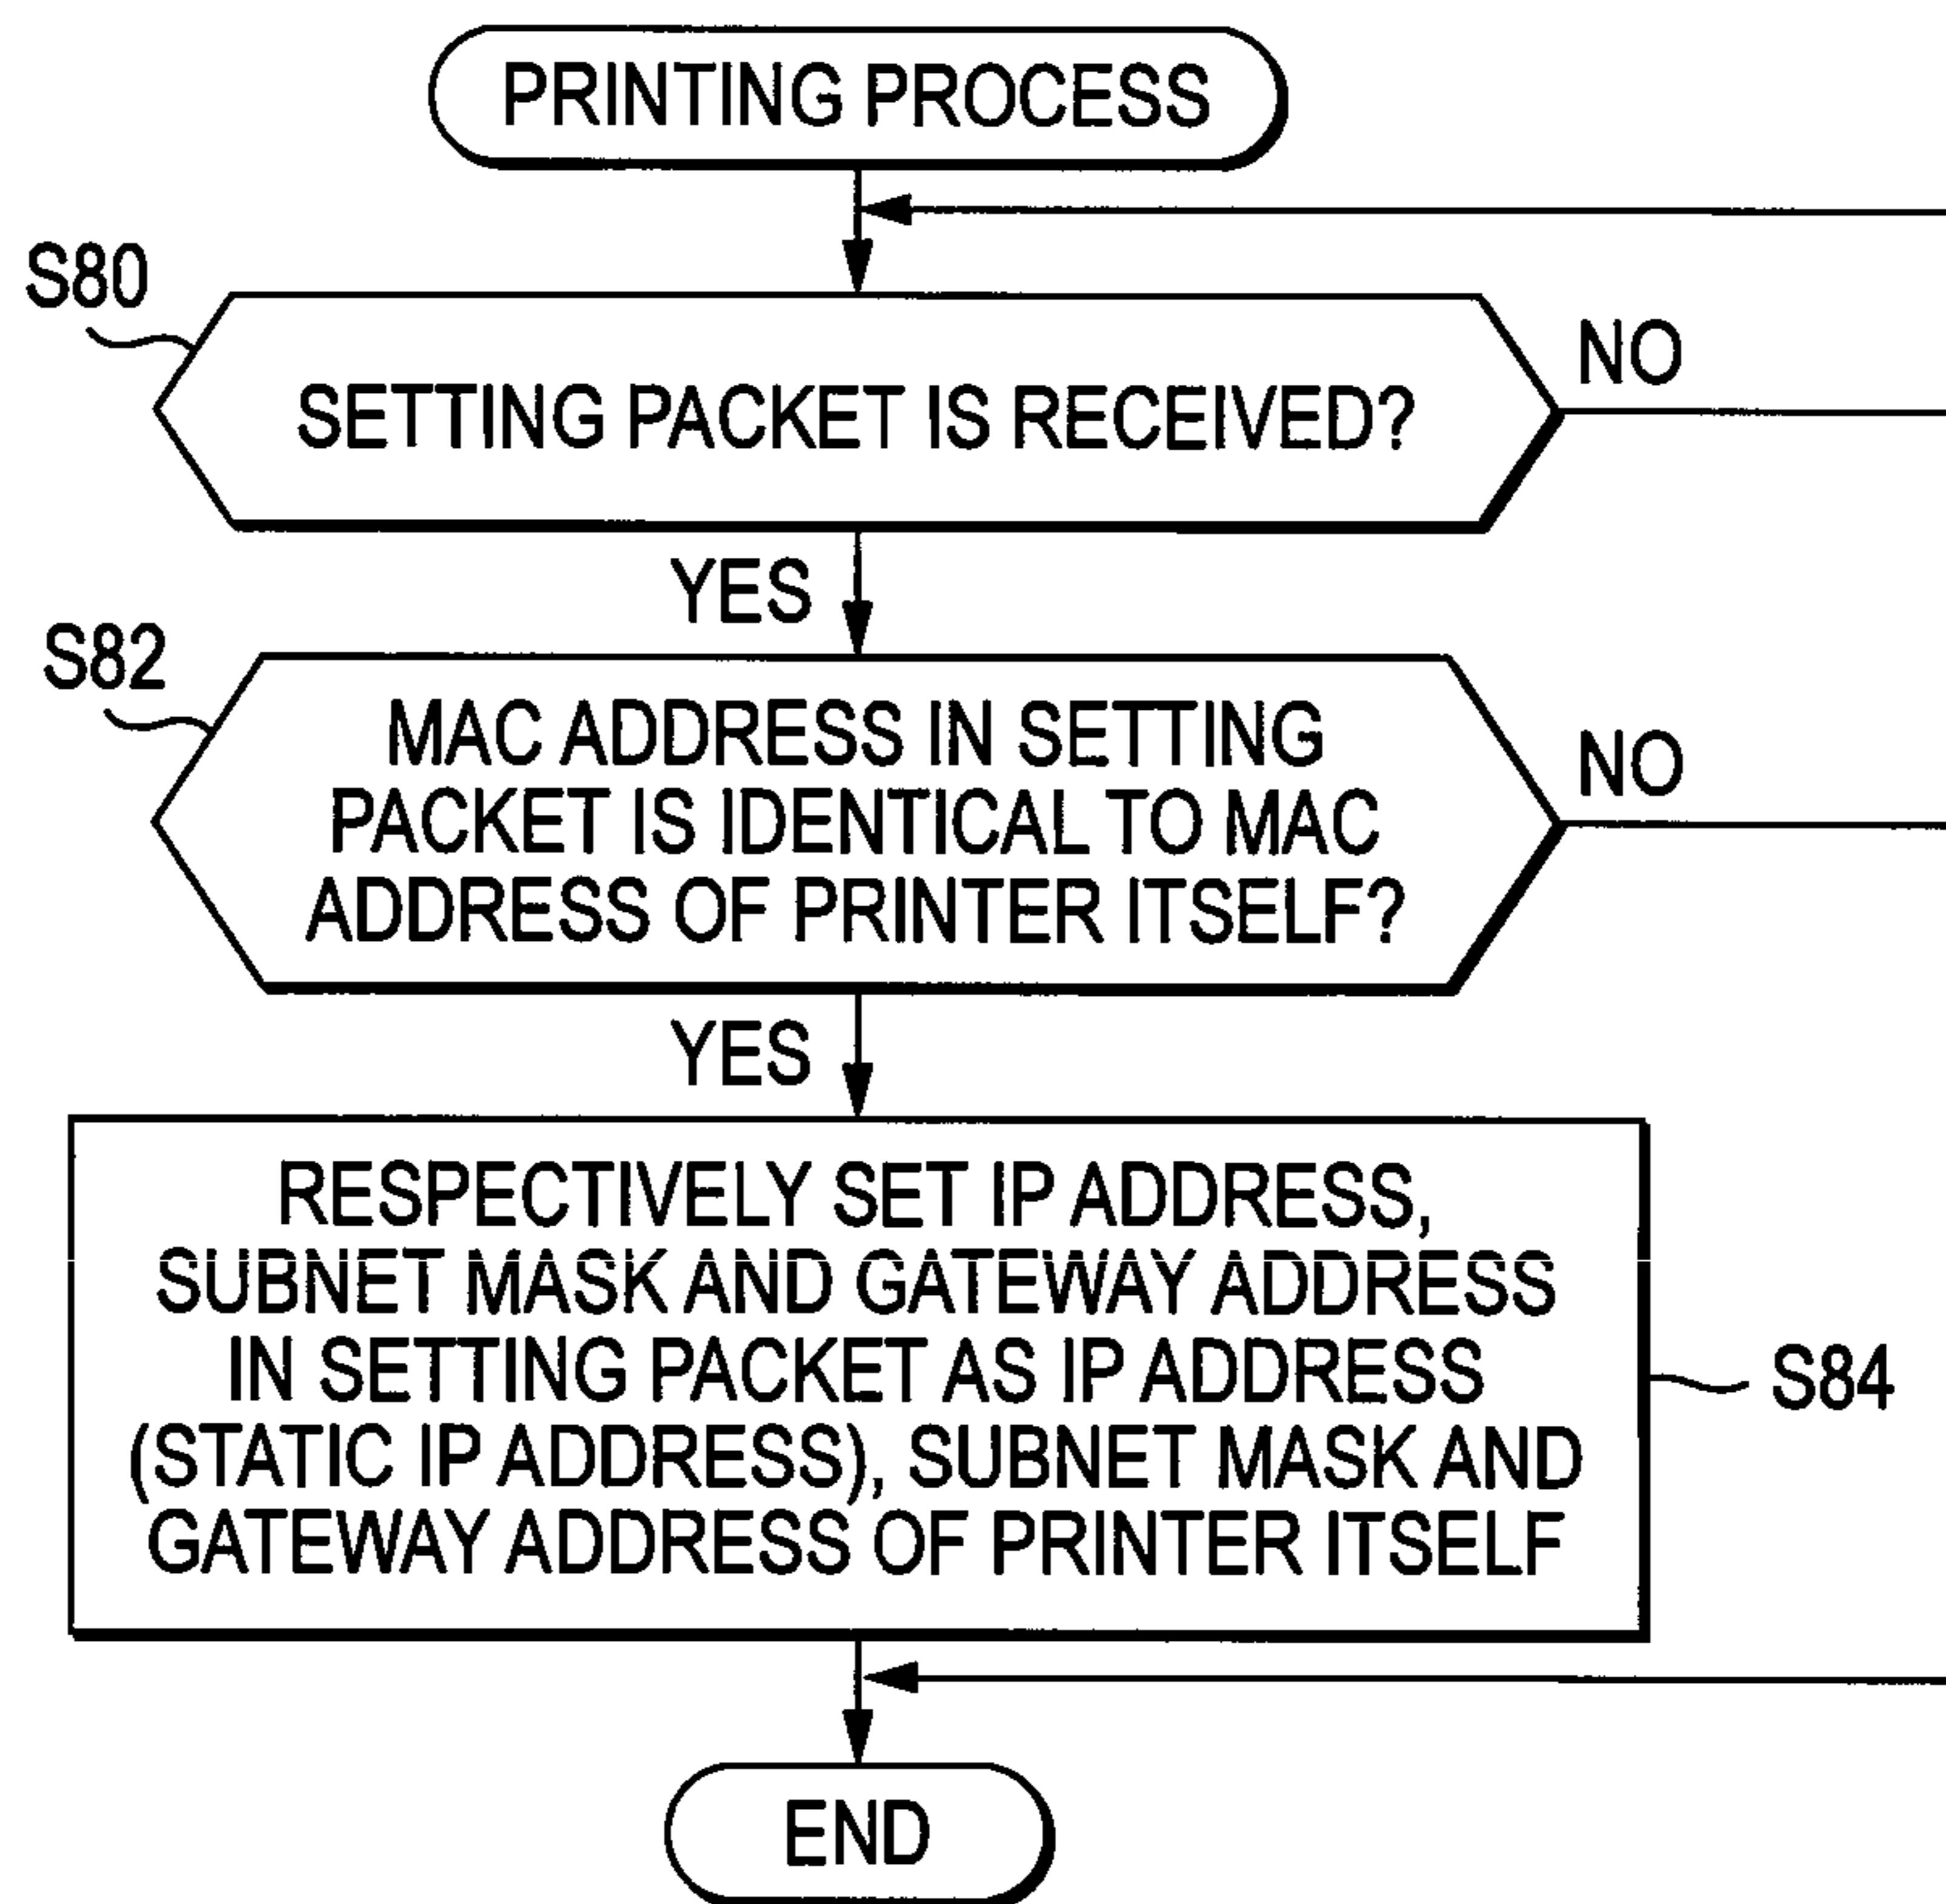 PRINTING PROCESS
S80
SETTING PACKET IS RECEIVED?
NO
YES
S82
MAC ADDRESS IN SETTING
PACKET IS IDENTICAL TO MAC
ADDRESS OF PRINTER ITSELF?
NO
YES
RESPECTIVELY SET IP ADDRESS,
SUBNET MASK AND GATEWAY ADDRESS
IN SETTING PACKET AS IP ADDRESS
(STATIC IP ADDRESS), SUBNET MASK AND
GATEWAY ADDRESS OF PRINTER ITSELF
S84
END